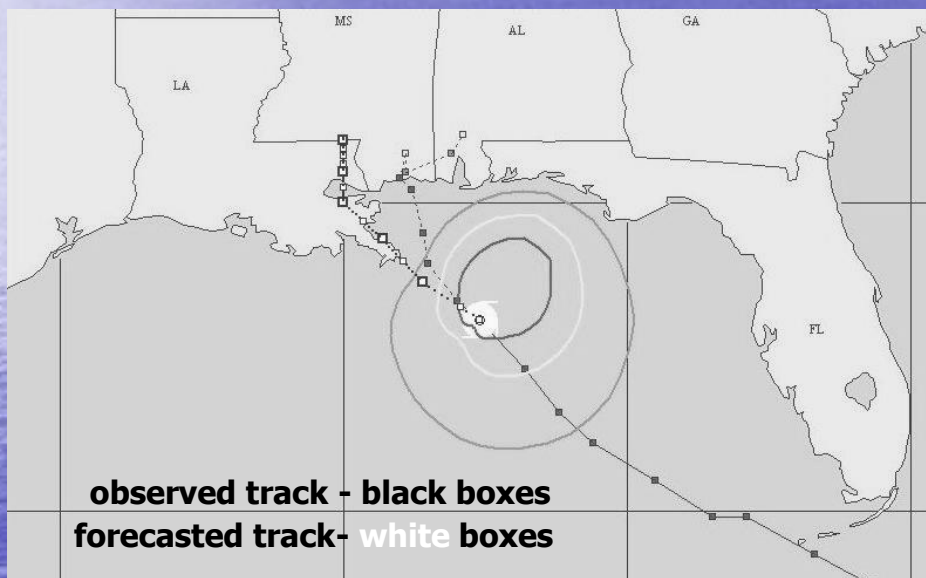 MS
AL
GA
LA
FL
observed track - black boxes
forecasted track- white boxes